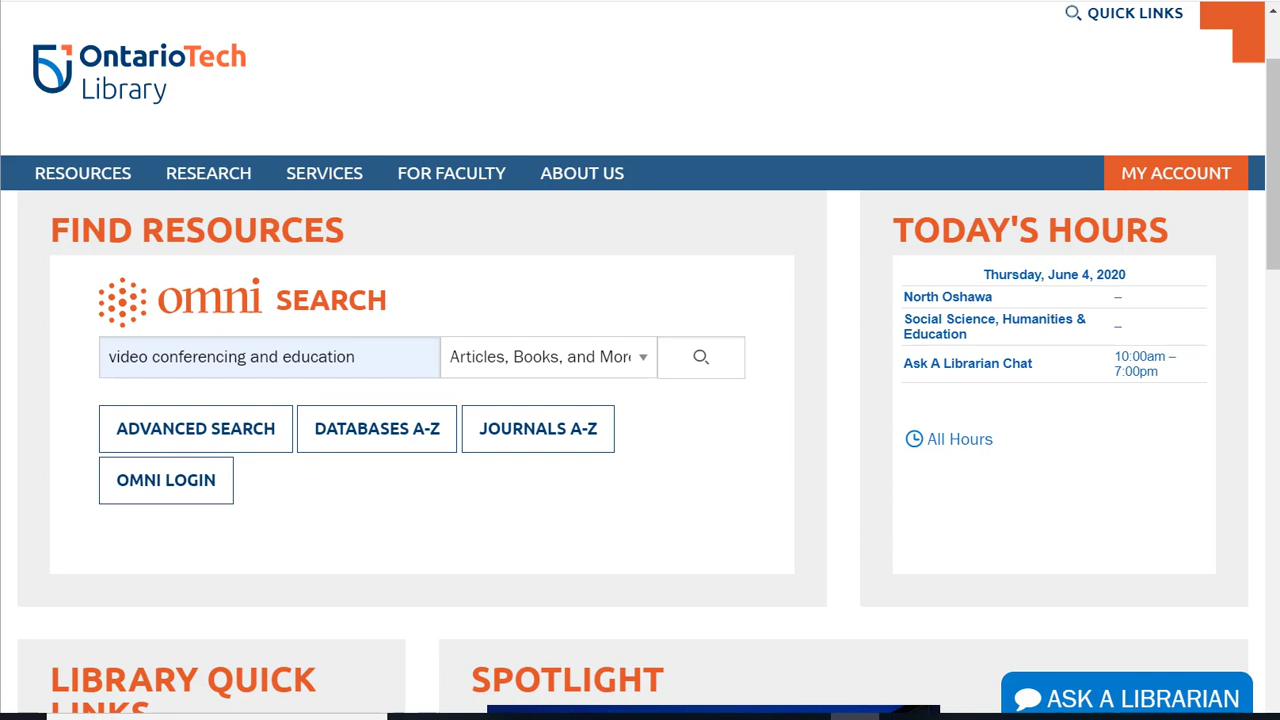 QUICK LINKS
OntarioTech
Library
RESOURCES RESEARCH SERVICES FOR FACULTY ABOUT US MY ACCOUNT
FIND RESOURCES
omni SEARCH
video conferencing and education Articles, Books, and Mor
ADVANCED SEARCH DATABASES A-Z JOURNALS A-Z
OMNI LOGIN
TODAY'S HOURS
Thursday, June 4, 2020
North Oshawa –
Social Science, Humanities &
Education –
Ask A Librarian Chat 10:00am –
7:00pm
All Hours
LIBRARY QUICK
LINKS
SPOTLIGHT
ASK A LIBRARIAN